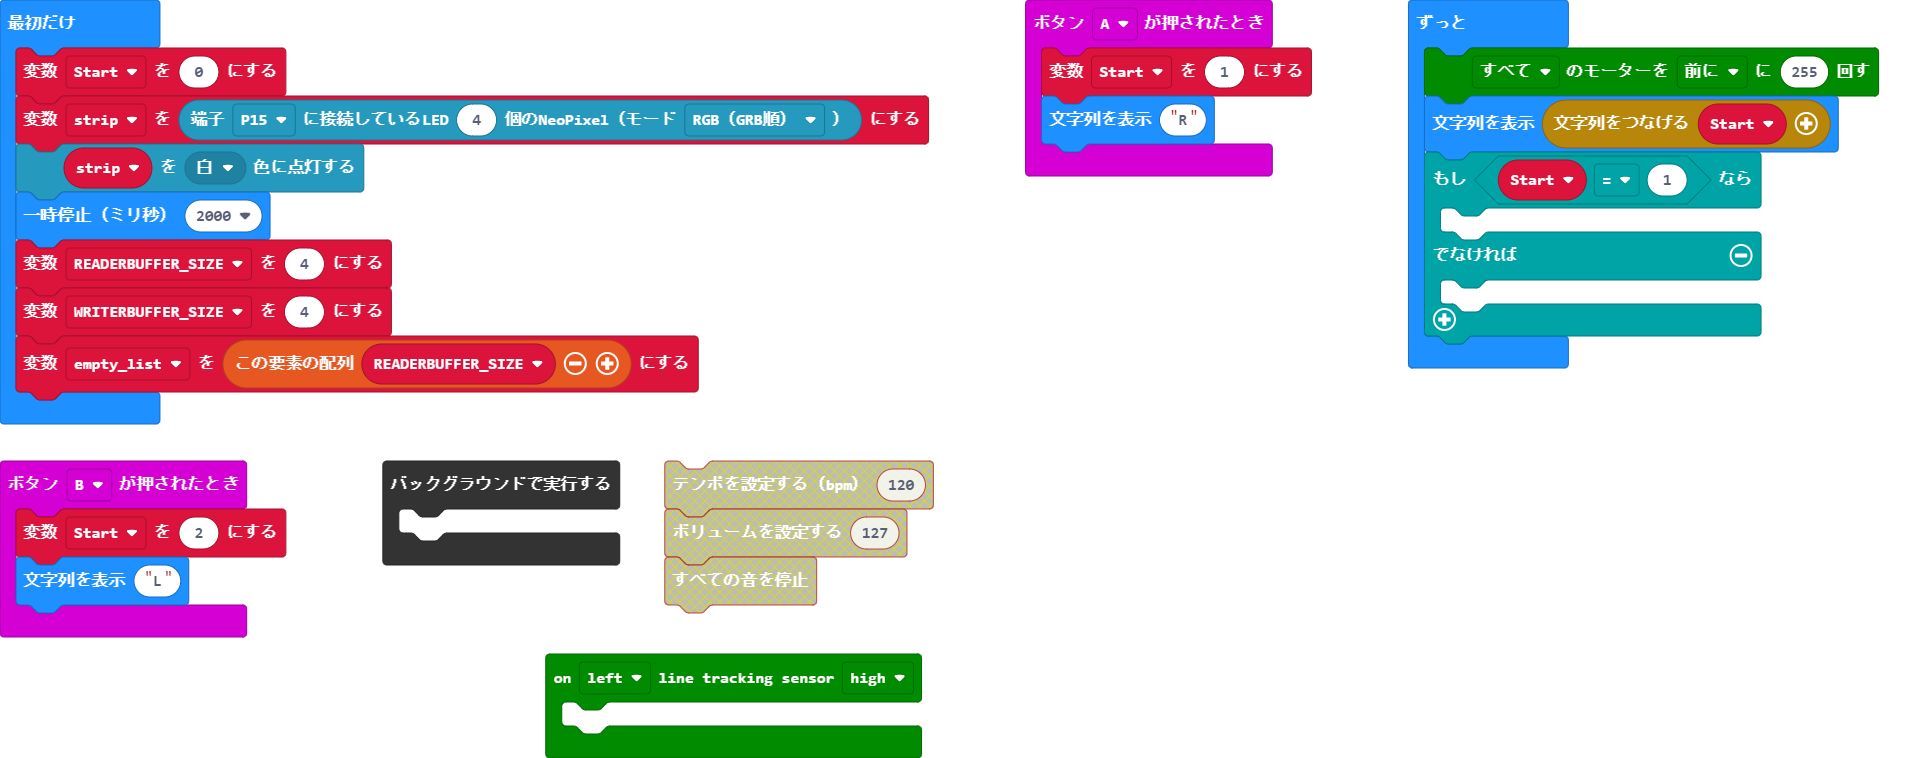 最初だけ
変数 Start を 0 にする
変数 strip を 端子 P15 に接続しているLED 4 個のNeoPixel（モード RGB（GRB順） ） にする
strip を 白 色に点灯する
一時停止（ミリ秒） 2000
変数 READERBUFFER_SIZE を 4 にする
変数 WRITERBUFFER_SIZE を 4 にする
変数 empty_list を この要素の配列 READERBUFFER_SIZE にする
ボタン A が押されたとき
変数 Start を 1 にする
文字列を表示 "R"
ずっと
すべて のモーターを 前に に 255 回す
文字列を表示 文字列をつなげる Start
もし Start = 1 なら
でなければ
ボタン B が押されたとき
変数 Start を 2 にする
文字列を表示 "L"
バックグラウンドで実行する
テンポを設定する（bpm） 120
ボリュームを設定する 127
すべての音を停止
on left line tracking sensor high